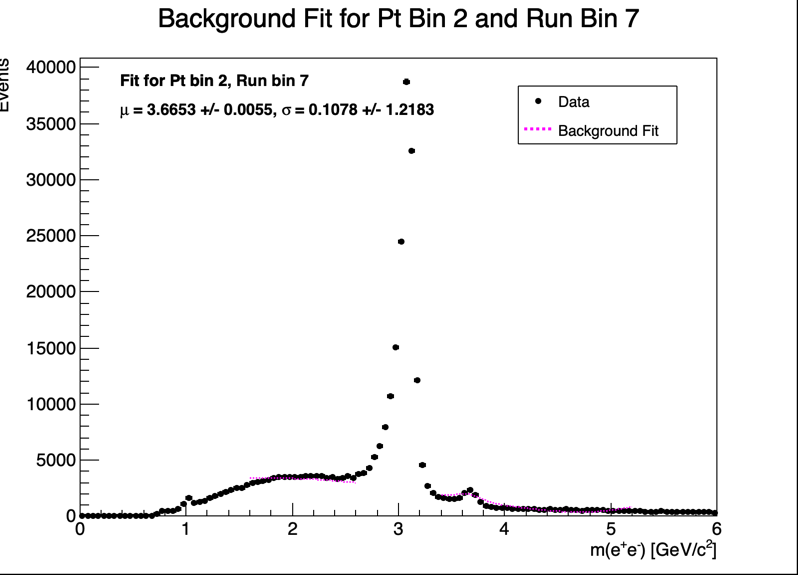 Background Fit for Pt Bin 2 and Run Bin 7
Events
40000
35000
30000
25000
20000
15000
10000
5000
0
Fit for Pt bin 2, Run bin 7
μ = 3.6653 +/- 0.0055, σ = 0.1078 +/- 1.2183
Data
Background Fit
0 1 2 3 4 5 6
m(e⁺e⁻) [GeV/c²]